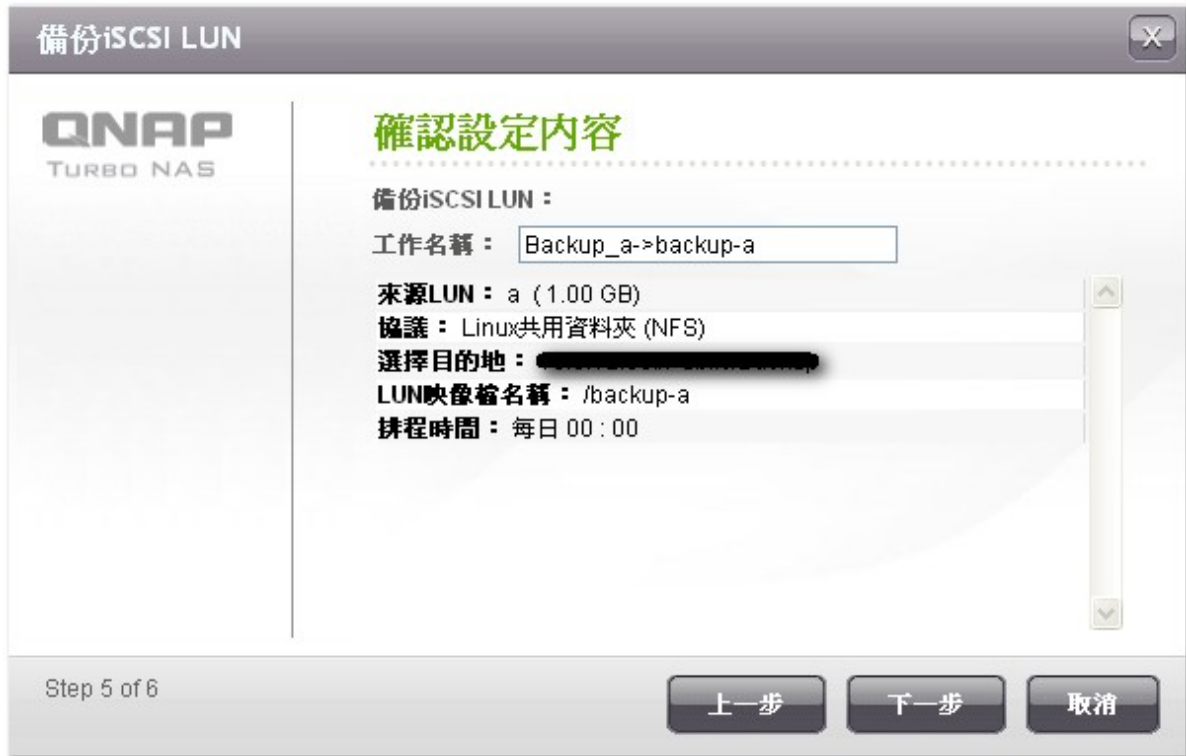 備份iSCSI LUN
X
QNAP
TURBO NAS
確認設定內容
備份iSCSI LUN：
工作名稱： Backup_a->backup-a
來源LUN： a (1.00 GB)
協議： Linux共用資料夾 (NFS)
選擇目的地：
LUN映像檔名稱： /backup-a
排程時間： 每日 00 : 00
Step 5 of 6
上一步 下一步 取消